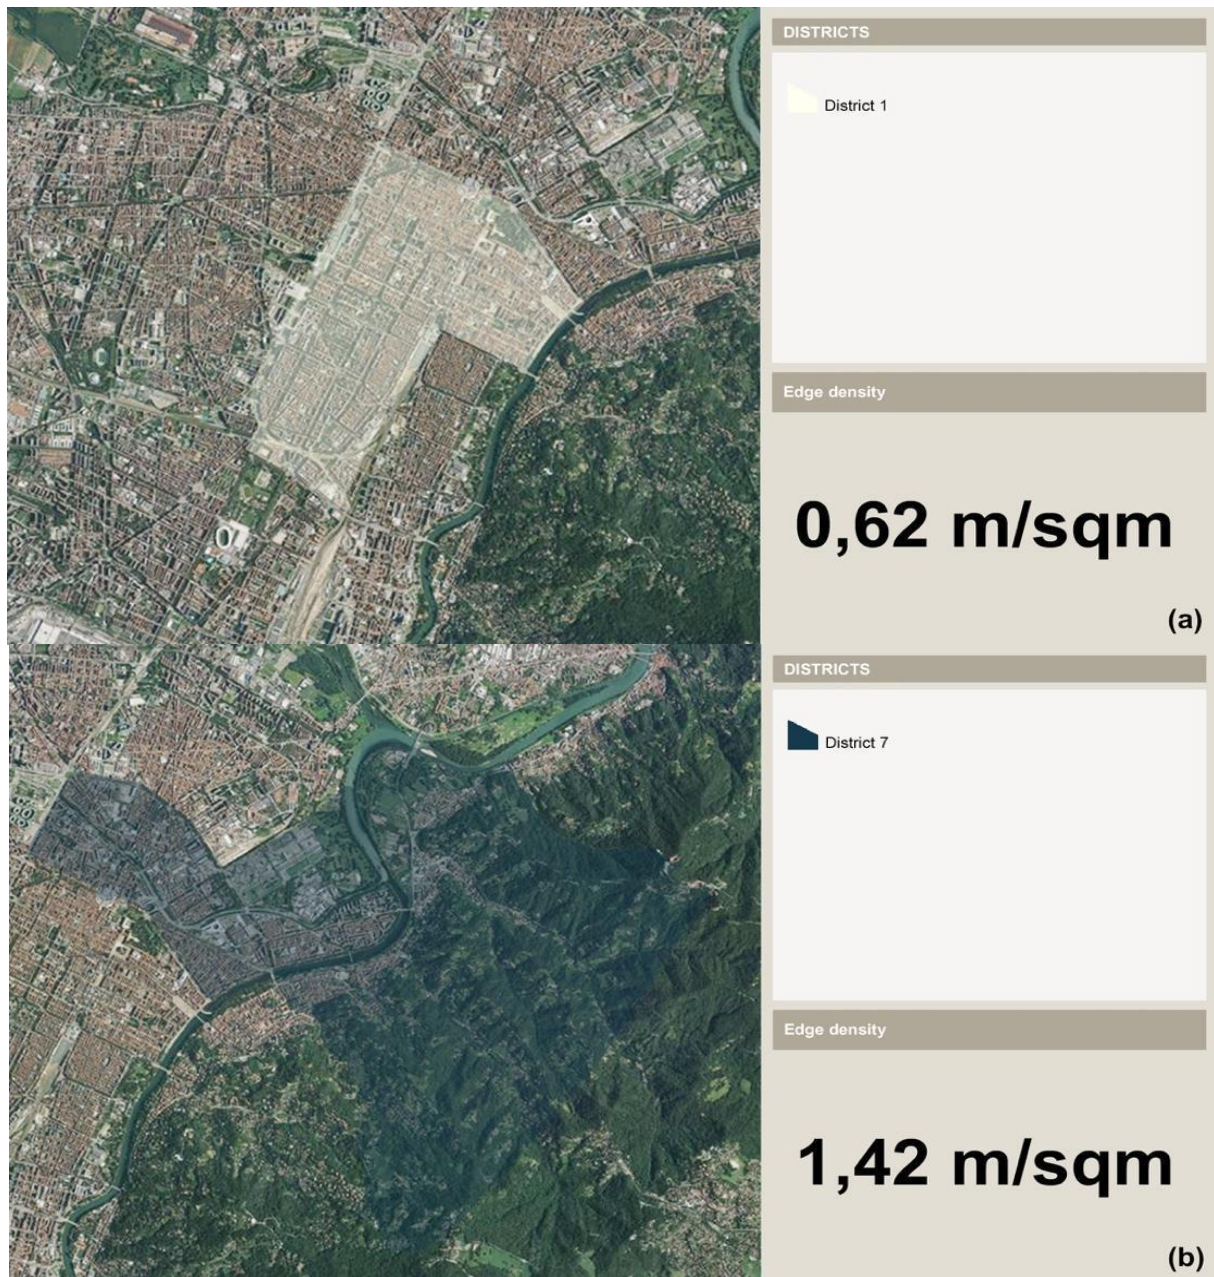 DISTRICTS
District 1
Edge density
0,62 m/sqm
(a)
DISTRICTS
District 7
Edge density
1,42 m/sqm
(b)